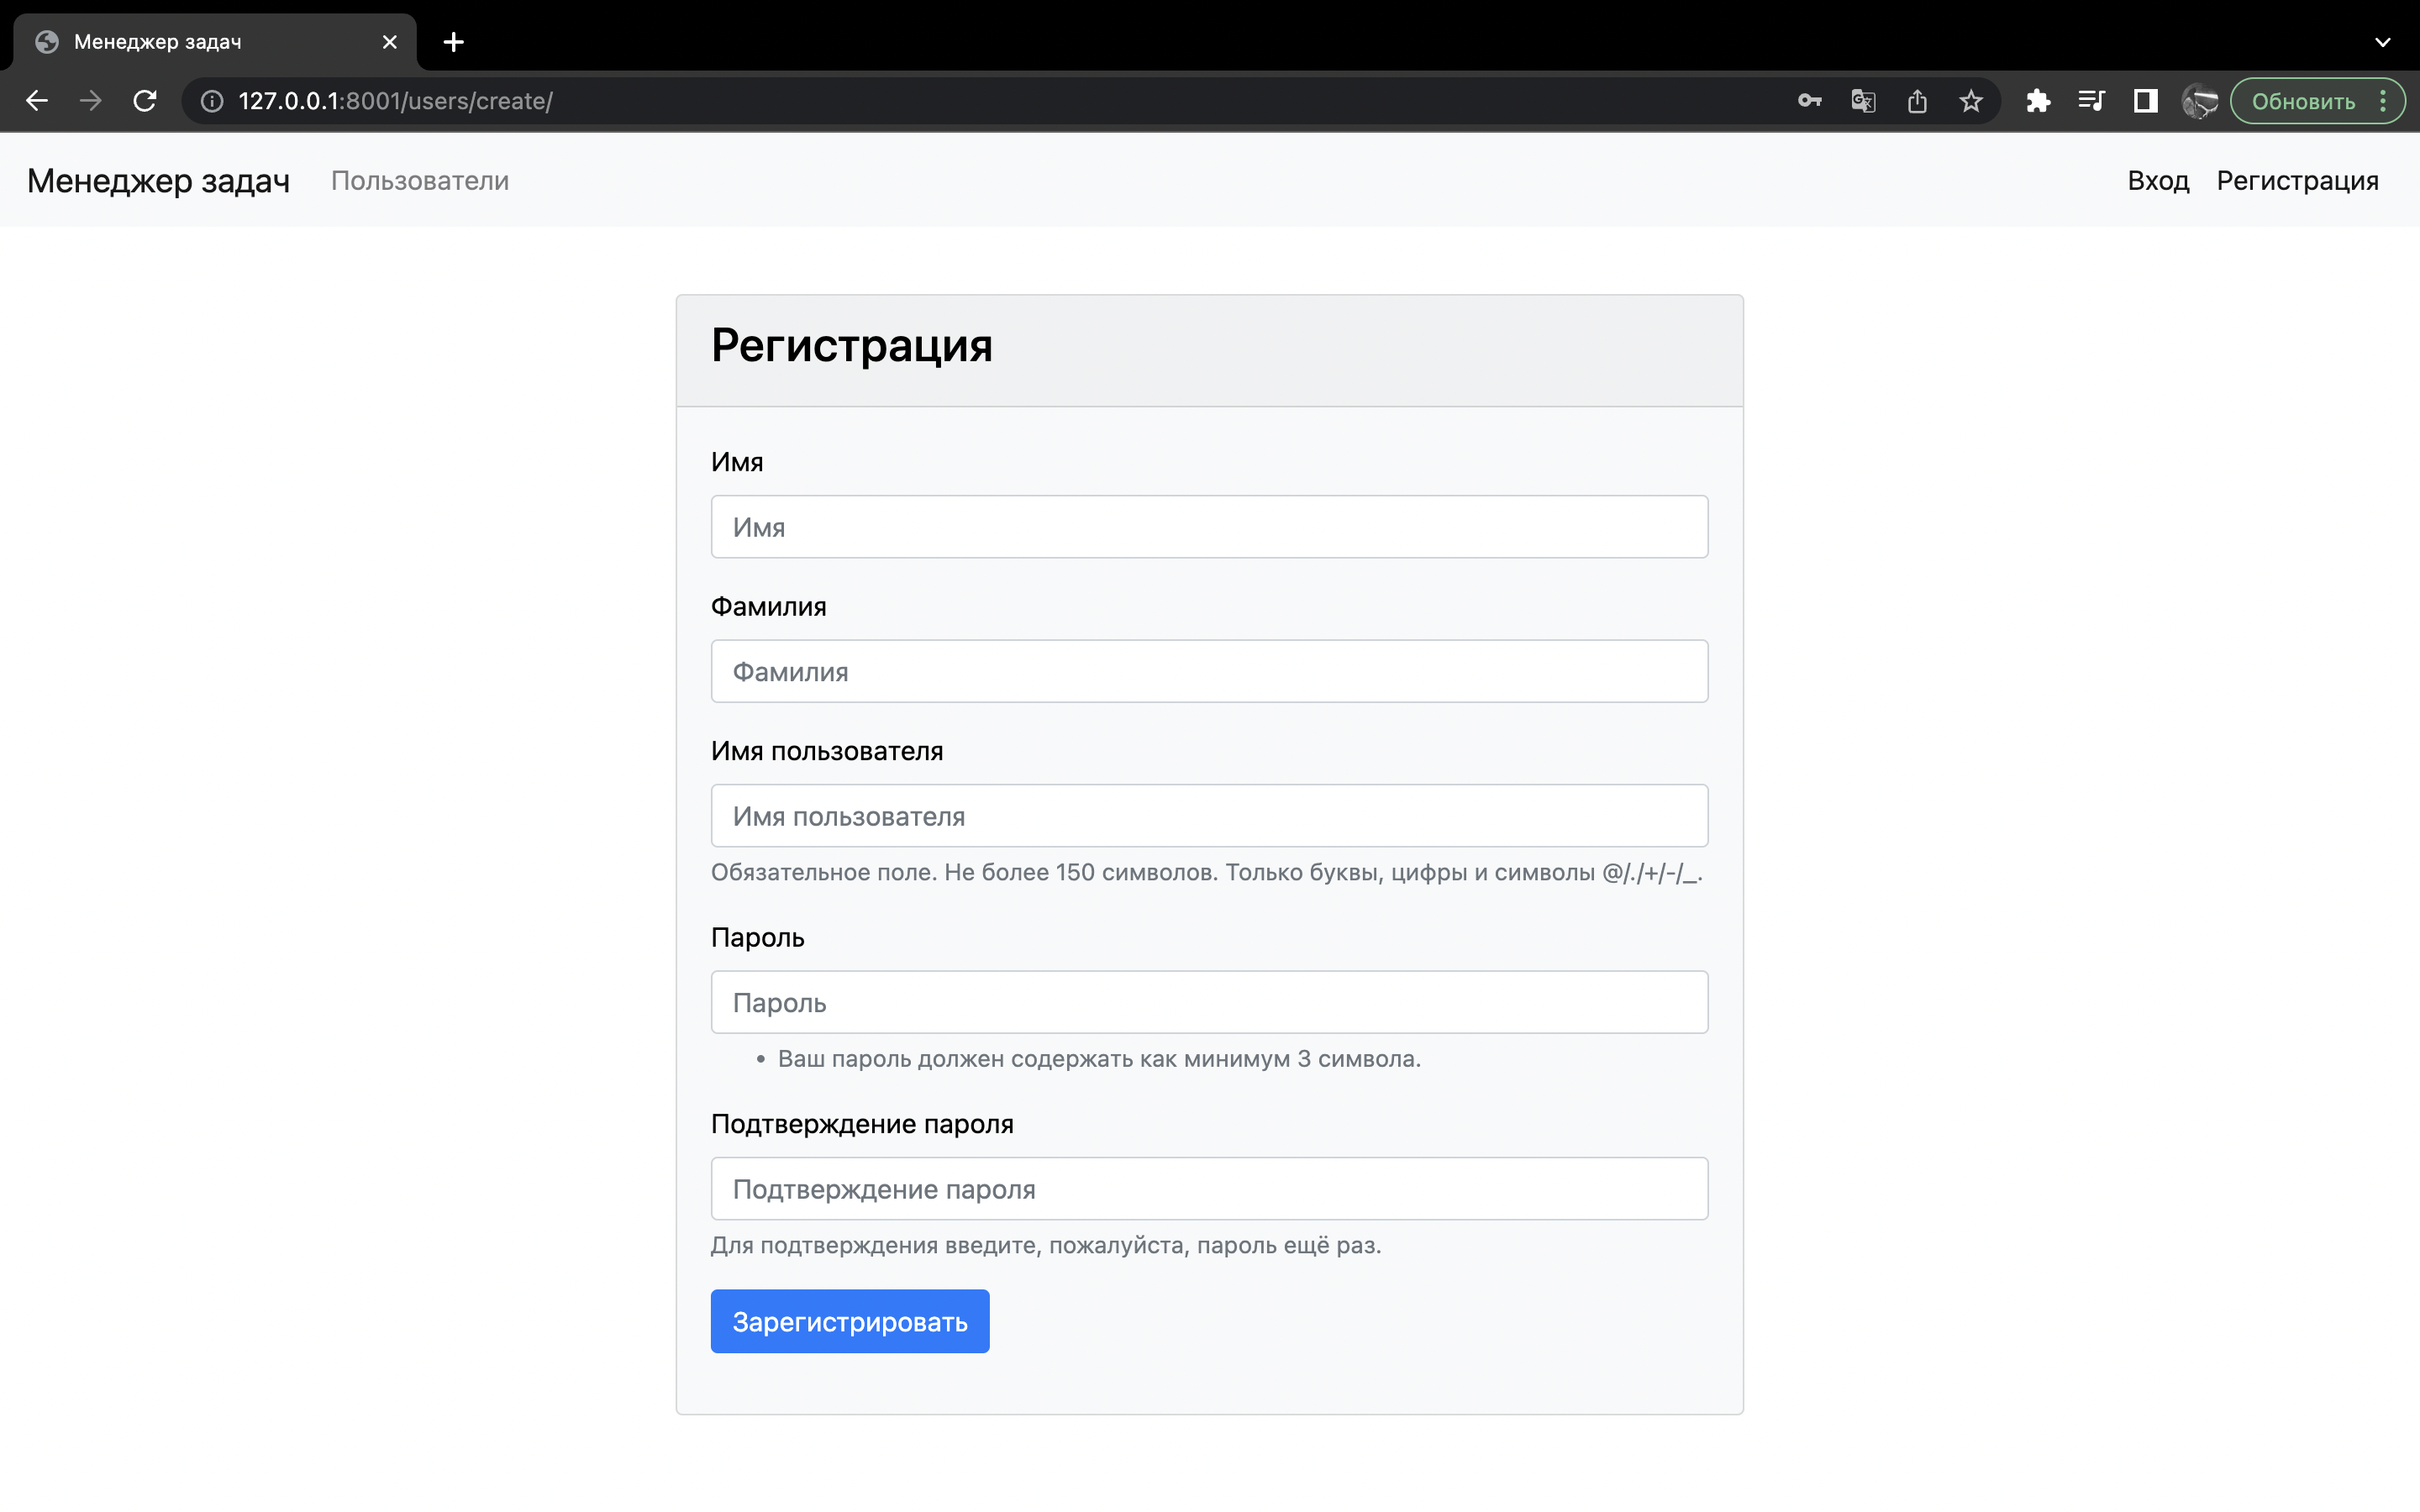 Менеджер задач
127.0.0.1:8001/users/create/
Обновить
Менеджер задач Пользователи Вход Регистрация
Регистрация
Имя
Имя
Фамилия
Фамилия
Имя пользователя
Имя пользователя
Обязательное поле. Не более 150 символов. Только буквы, цифры и символы @/./+/-/_.
Пароль
Пароль
• Ваш пароль должен содержать как минимум 3 символа.
Подтверждение пароля
Подтверждение пароля
Для подтверждения введите, пожалуйста, пароль ещё раз.
Зарегистрировать